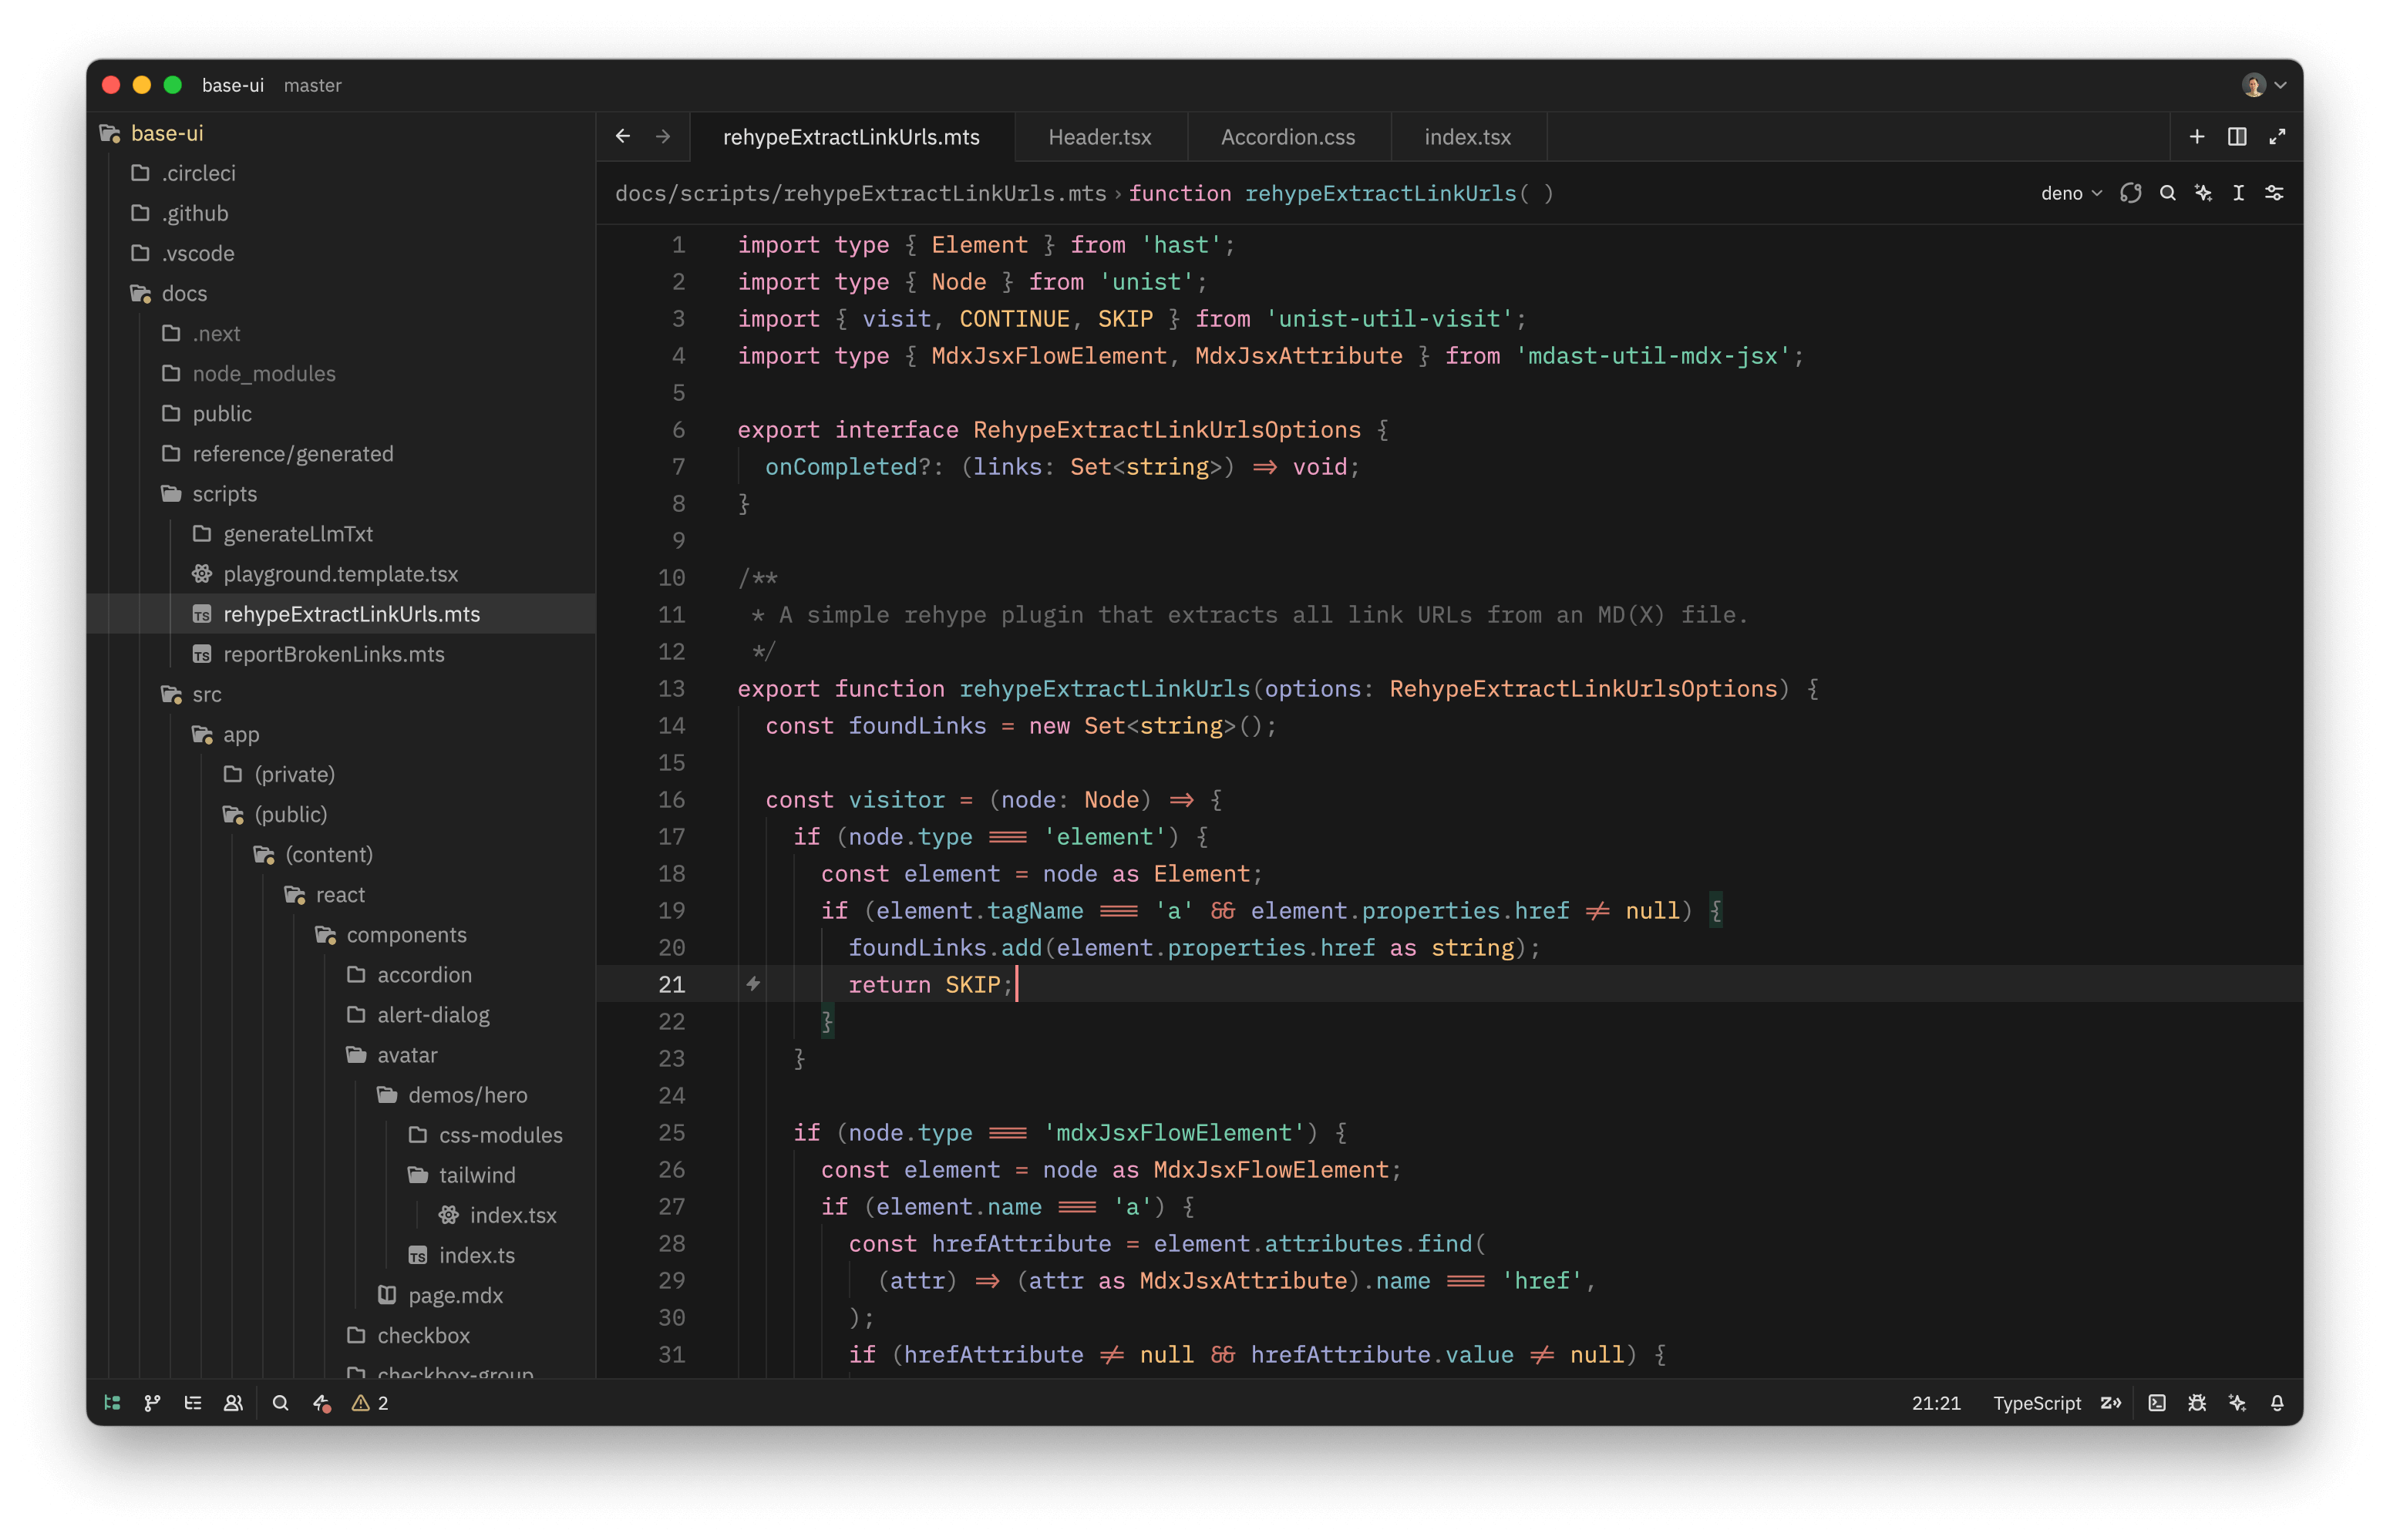 base-ui master
base-ui
.circleci
.github
.vscode
docs
.next
node_modules
public
reference/generated
scripts
generateLlmTxt
playground.template.tsx
rehypeExtractLinkUrls.mts
reportBrokenLinks.mts
src
app
(private)
(public)
(content)
react
components
accordion
alert-dialog
avatar
demos/hero
css-modules
tailwind
index.tsx
index.ts
page.mdx
checkbox
checkbox-group
rehypeExtractLinkUrls.mts Header.tsx Accordion.css index.tsx
docs/scripts/rehypeExtractLinkUrls.mts › function rehypeExtractLinkUrls( ) deno
1 import type { Element } from 'hast';
2 import type { Node } from 'unist';
3 import { visit, CONTINUE, SKIP } from 'unist-util-visit';
4 import type { MdxJsxFlowElement, MdxJsxAttribute } from 'mdast-util-mdx-jsx';
5
6 export interface RehypeExtractLinkUrlsOptions {
7 onCompleted?: (links: Set<string>) => void;
8 }
9
10 /**
11 * A simple rehype plugin that extracts all link URLs from an MD(X) file.
12 */
13 export function rehypeExtractLinkUrls(options: RehypeExtractLinkUrlsOptions) {
14 const foundLinks = new Set<string>();
15
16 const visitor = (node: Node) => {
17 if (node.type === 'element') {
18 const element = node as Element;
19 if (element.tagName === 'a' && element.properties.href != null) {
20 foundLinks.add(element.properties.href as string);
21 return SKIP;
22 }
23 }
24
25 if (node.type === 'mdxJsxFlowElement') {
26 const element = node as MdxJsxFlowElement;
27 if (element.name === 'a') {
28 const hrefAttribute = element.attributes.find(
29 (attr) => (attr as MdxJsxAttribute).name === 'href',
30 );
31 if (hrefAttribute != null && hrefAttribute.value != null) {
2 21:21 TypeScript